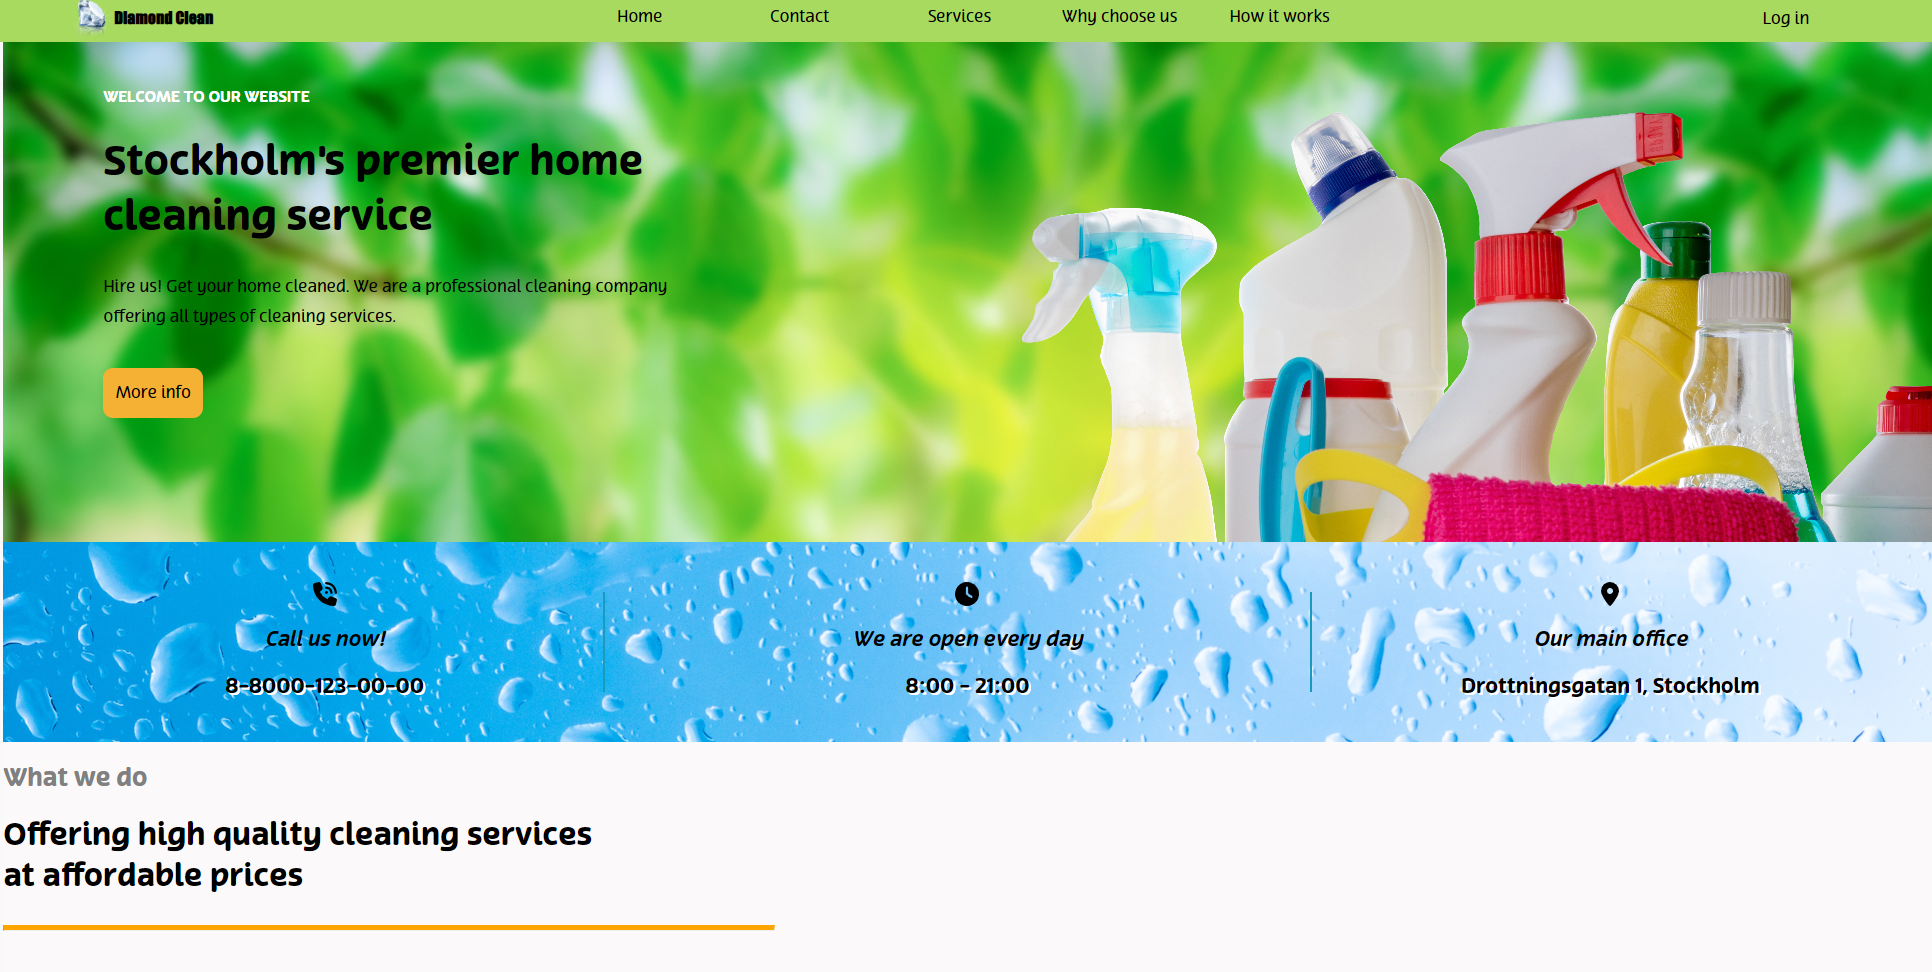 Diamond Clean
Home
Contact
Services
Why choose us
How it works
Log in
WELCOME TO OUR WEBSITE
Stockholm's premier home
cleaning service
Hire us! Get your home cleaned. We are a professional cleaning company
offering all types of cleaning services.
More info
Call us now!
8-8000-123-00-00
We are open every day
8:00 - 21:00
Our main office
Drottningsgatan 1, Stockholm
What we do
Offering high quality cleaning services
at affordable prices